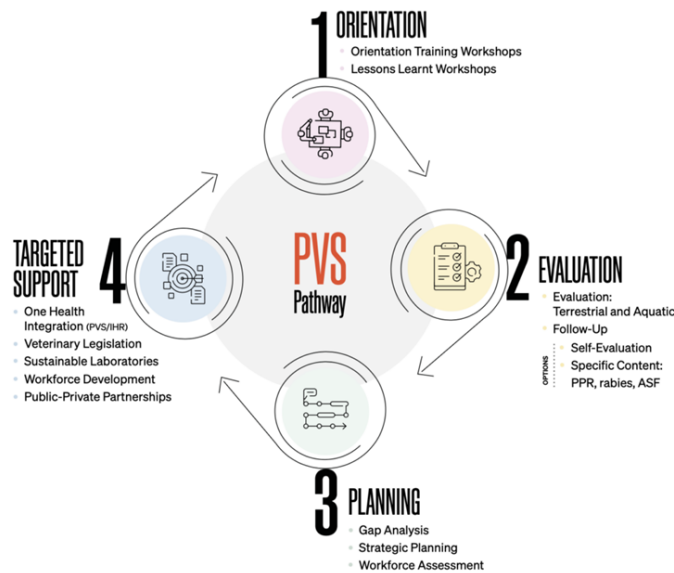 1 ORIENTATION
Orientation Training Workshops
Lessons Learnt Workshops
PVS
Pathway
2 EVALUATION
Evaluation:
Terrestrial and Aquatic
Follow-Up
OPTIONS
Self-Evaluation
Specific Content:
PPR, rabies, ASF
3 PLANNING
Gap Analysis
Strategic Planning
Workforce Assessment
TARGETED
SUPPORT 4
One Health
Integration (PVS/IHR)
Veterinary Legislation
Sustainable Laboratories
Workforce Development
Public-Private Partnerships